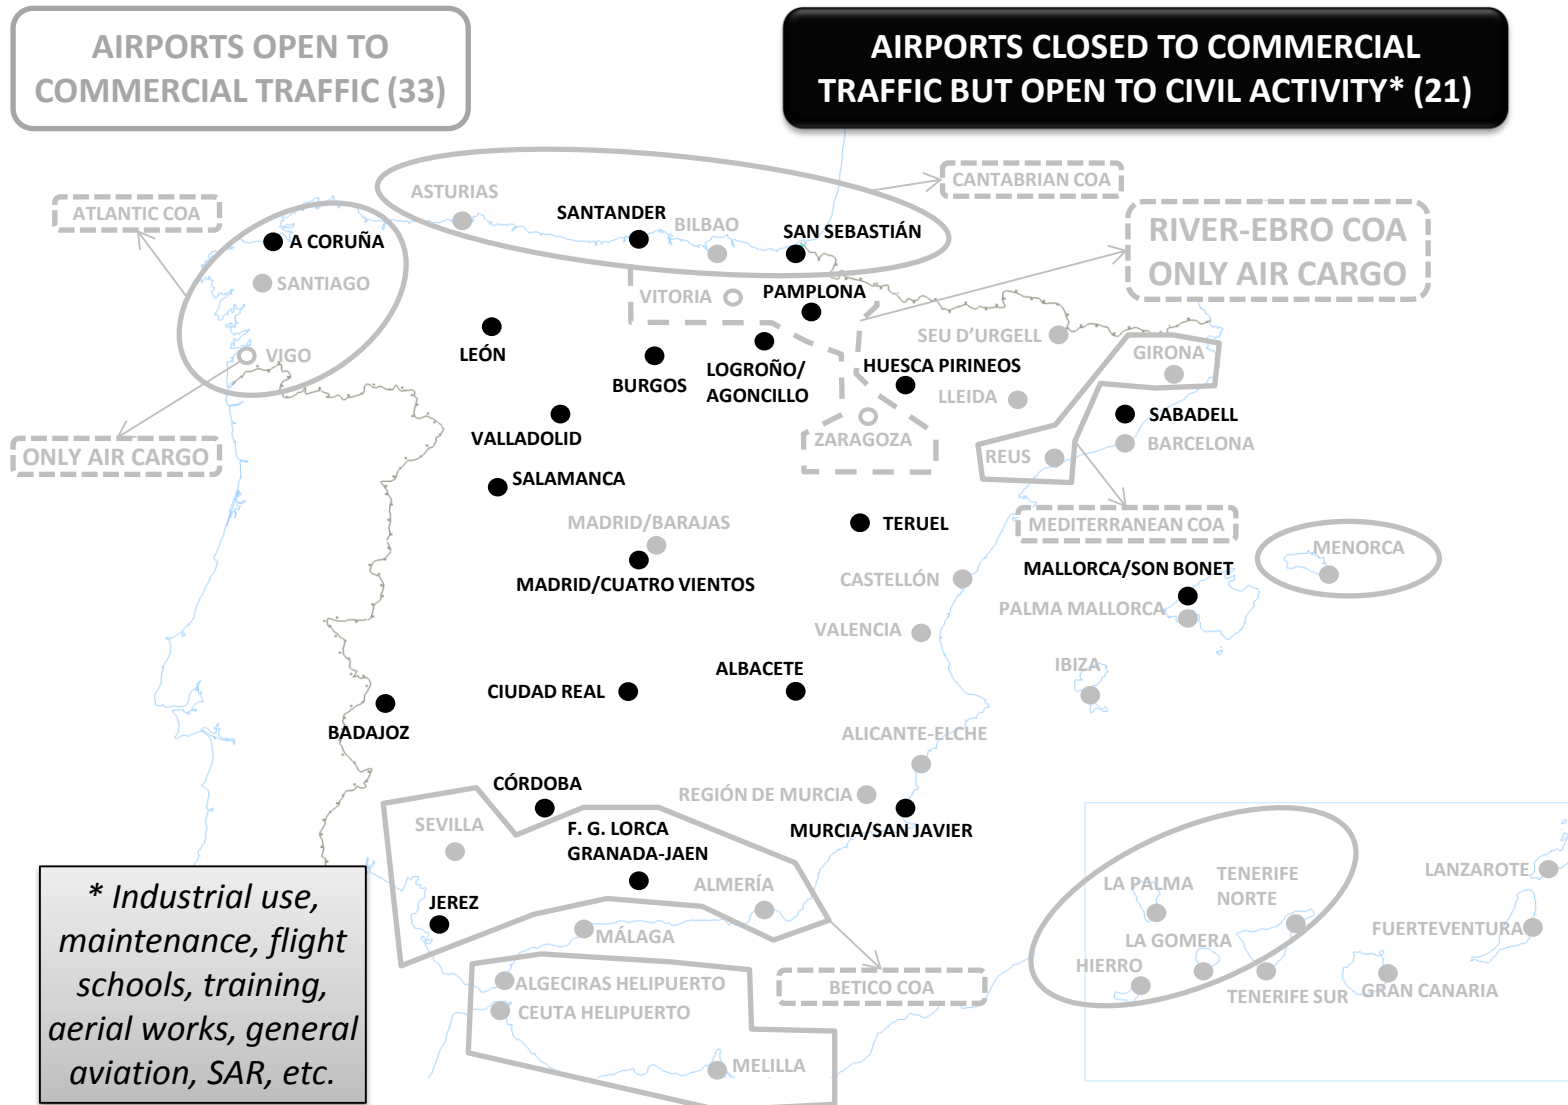 AIRPORTS OPEN TO
COMMERCIAL TRAFFIC (33)
AIRPORTS CLOSED TO COMMERCIAL
TRAFFIC BUT OPEN TO CIVIL ACTIVITY* (21)
CANTABRIAN COA
ASTURIAS
ATLANTIC COA
SANTANDER
BILBAO
SAN SEBASTIÁN
RIVER-EBRO COA
ONLY AIR CARGO
A CORUÑA
SANTIAGO
VITORIA
PAMPLONA
SEU D'URGELL
LEÓN
VIGO
GIRONA
BURGOS
LOGROÑO/
AGONCILLO
HUESCA PIRINEOS
LLEIDA
SABADELL
VALLADOLID
ZARAGOZA
BARCELONA
ONLY AIR CARGO
REUS
SALAMANCA
MADRID/BARAJAS
TERUEL
MEDITERRANEAN COA
MENORCA
MADRID/CUATRO VIENTOS
CASTELLÓN
MALLORCA/SON BONET
PALMA MALLORCA
VALENCIA
IBIZA
ALBACETE
CIUDAD REAL
BADAJOZ
ALICANTE-ELCHE
CÓRDOBA
REGIÓN DE MURCIA
SEVILLA
F. G. LORCA
GRANADA-JAEN
MURCIA/SAN JAVIER
ALMERÍA
JEREZ
MÁLAGA
LA PALMA
TENERIFE
NORTE
LANZAROTE
LA GOMERA
FUERTEVENTURA
HIERRO
TENERIFE SUR
GRAN CANARIA
ALGECIRAS HELIPUERTO
BETICO COA
CEUTA HELIPUERTO
MELILLA
* Industrial use,
maintenance, flight
schools, training,
aerial works, general
aviation, SAR, etc.